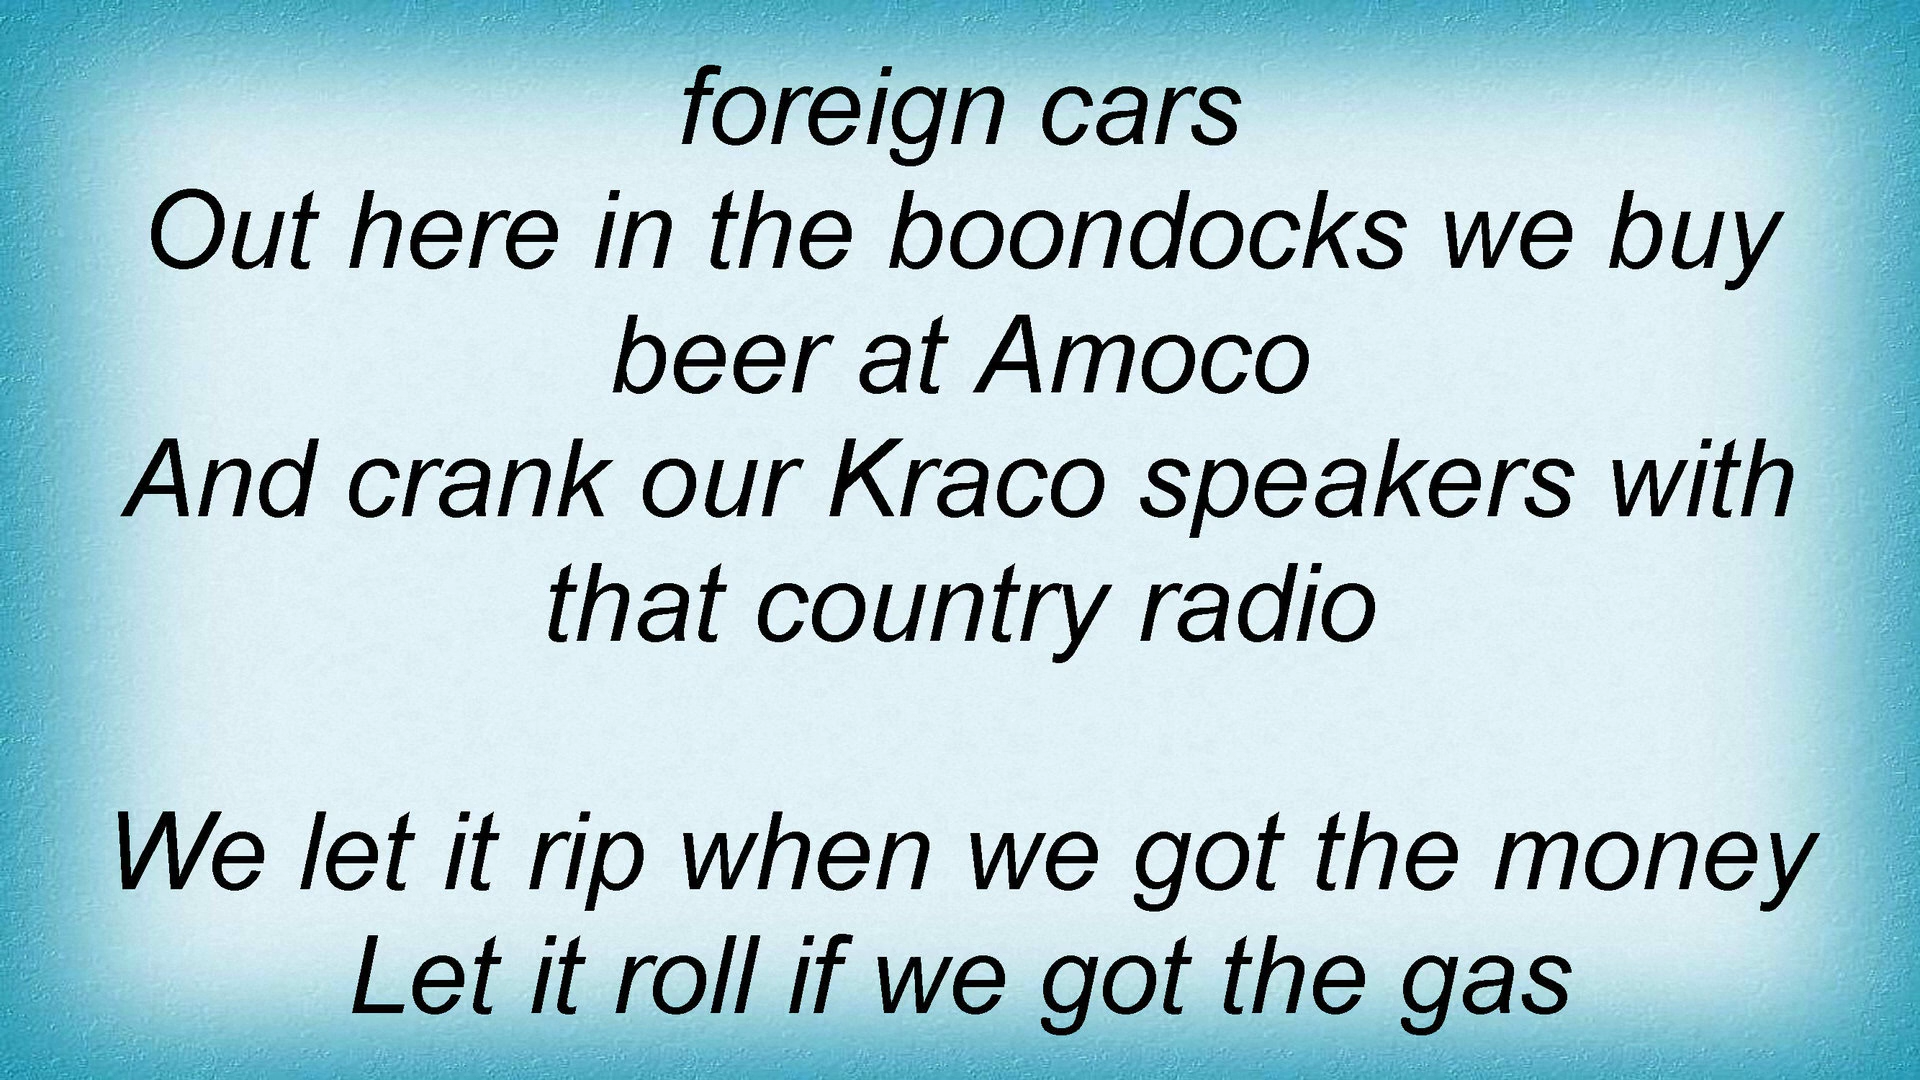 foreign cars
Out here in the boondocks we buy
beer at Amoco
And crank our Kraco speakers with
that country radio
We let it rip when we got the money
Let it roll if we got the gas